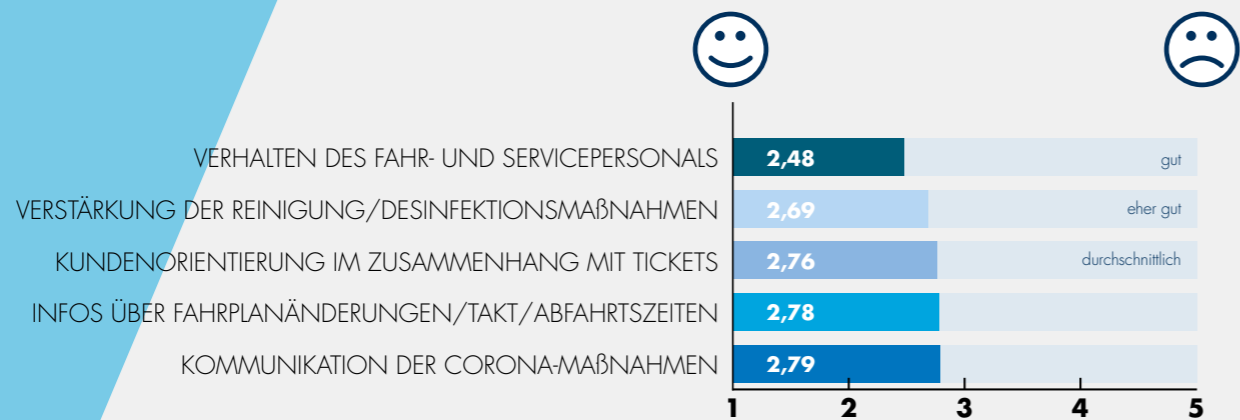 VERHALTEN DES FAHR- UND SERVICEPERSONALS 2,48 gut
VERSTÄRKUNG DER REINIGUNG/DESINFEKTIONSMAßNAHMEN 2,69 eher gut
KUNDENORIENTIERUNG IM ZUSAMMENHANG MIT TICKETS 2,76 durchschnittlich
INFOS ÜBER FAHRPLANÄNDERUNGEN/TAKT/ABFAHRTSZEITEN 2,78
KOMMUNIKATION DER CORONA-MAßNAHMEN 2,79
1 2 3 4 5